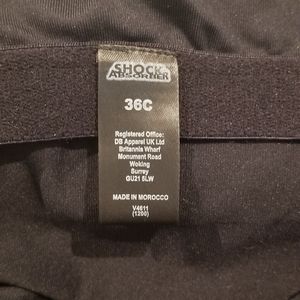 SHOCK
ABSORBER
36C
Registered Office:
DB Apparel UK Ltd
Britannia Wharf
Monument Road
Woking
Surrey
GU21 5LW
MADE IN MOROCCO
V4611
(1200)